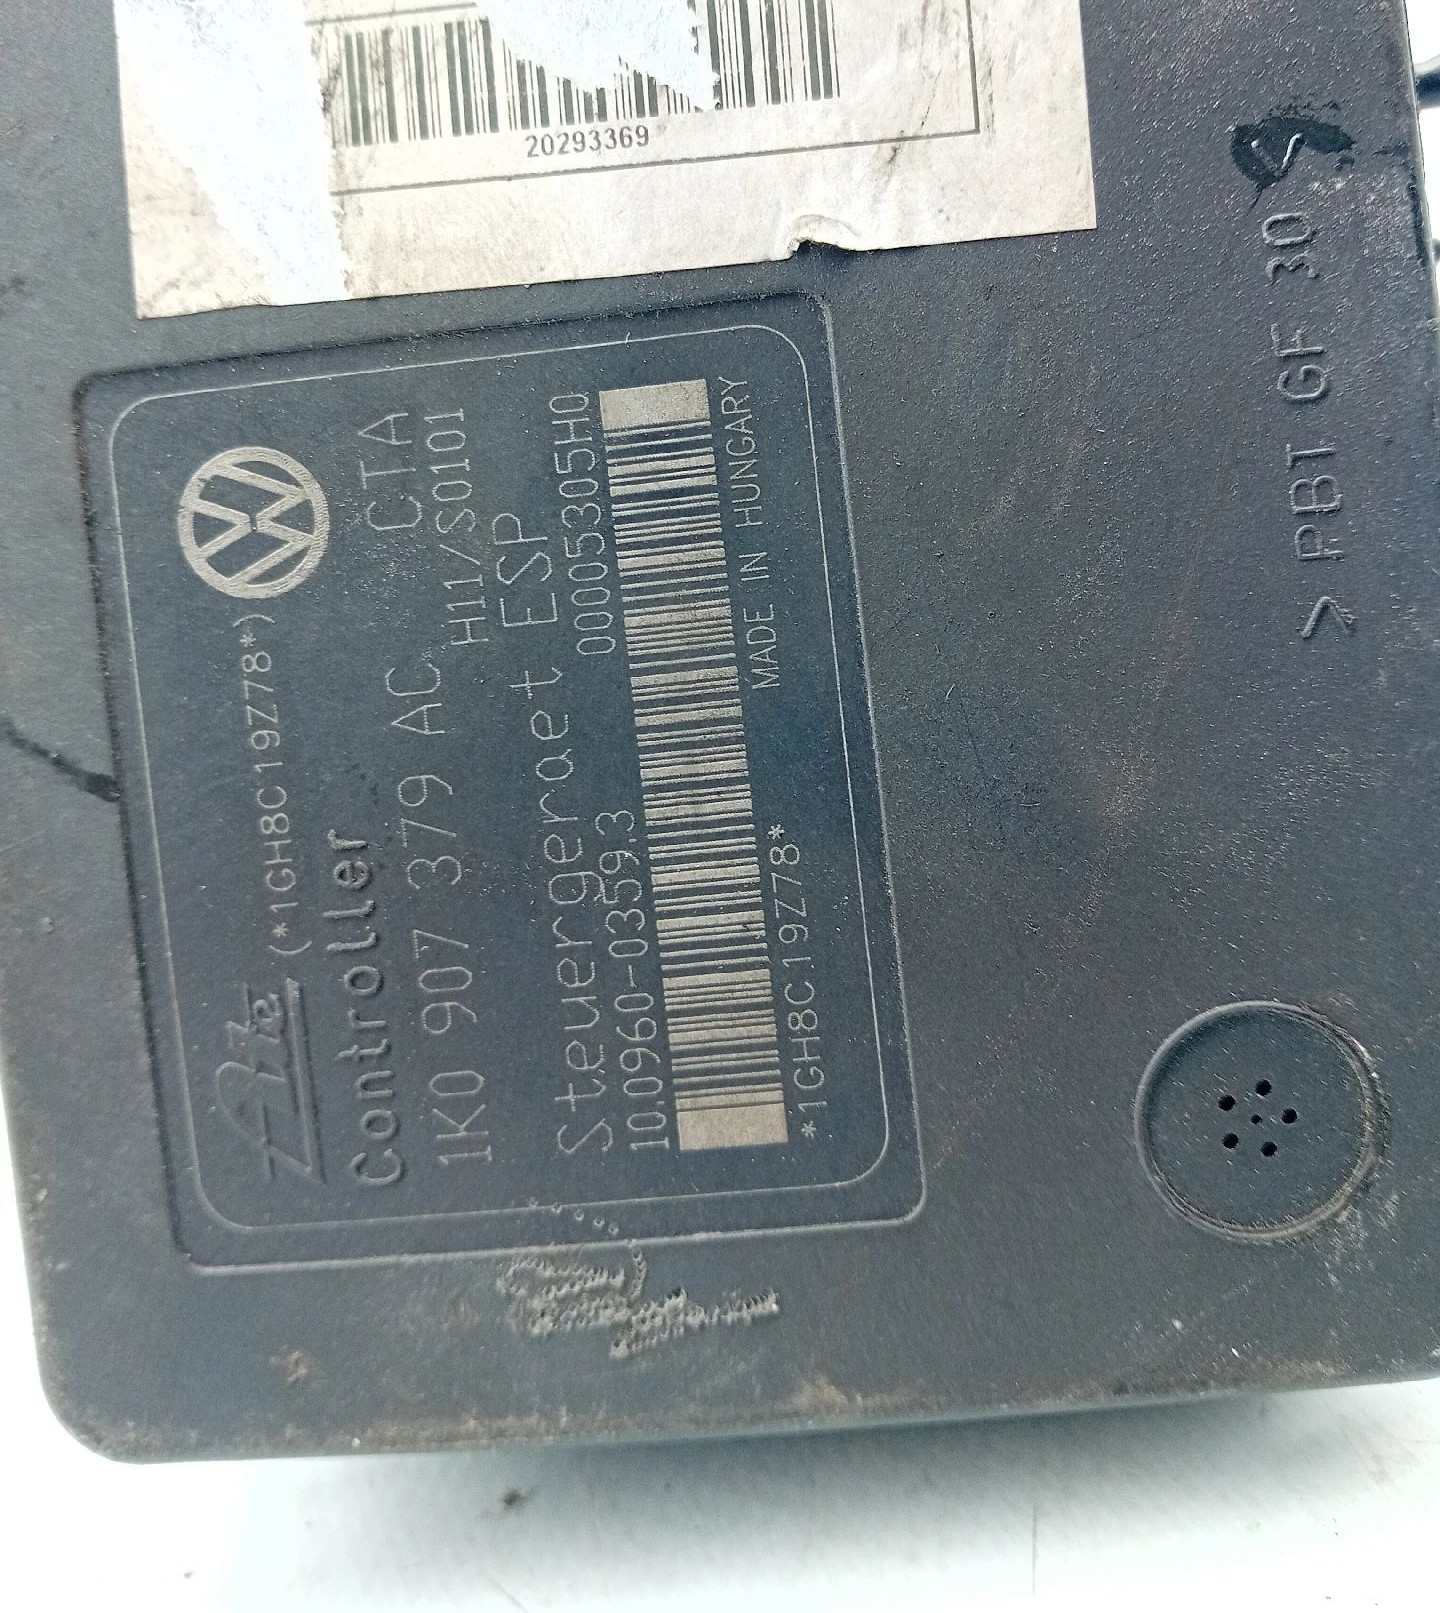 20293369
Ate (*1GH8C19Z78*)
Controller
1K0 907 379 AC CTA
H11/S0101
Steuergeraet ESP
10.0960-0359.3 00005305H0
MADE IN HUNGARY
*1GH8C19Z78*
> PBT GF 30 <